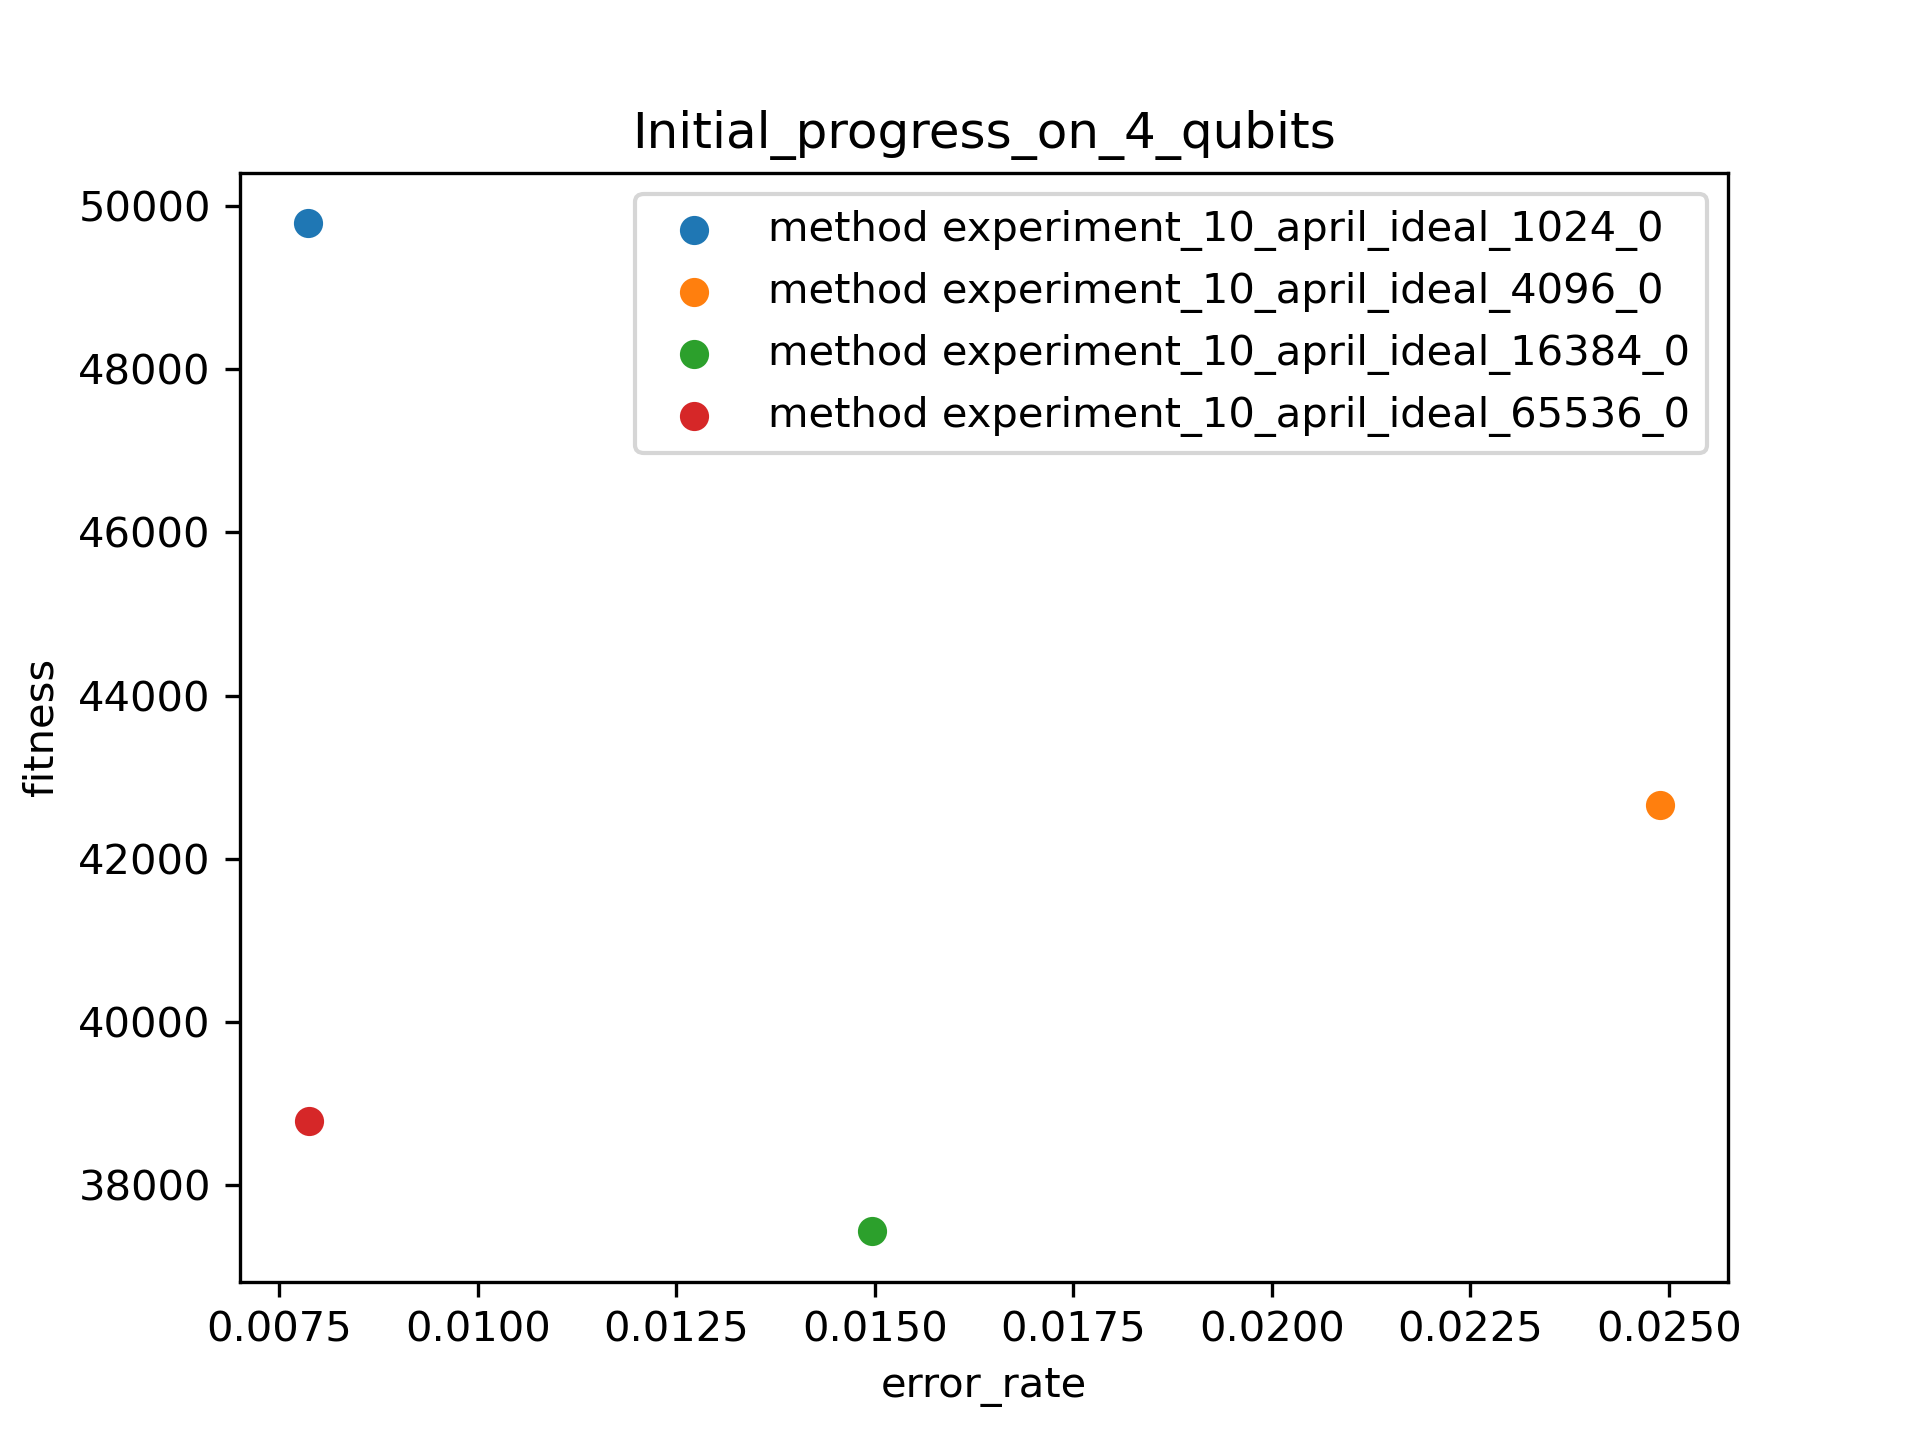 Initial_progress_on_4_qubits
50000
48000
46000
44000
42000
40000
38000
fitness
method experiment_10_april_ideal_1024_0
method experiment_10_april_ideal_4096_0
method experiment_10_april_ideal_16384_0
method experiment_10_april_ideal_65536_0
0.0075 0.0100 0.0125 0.0150 0.0175 0.0200 0.0225 0.0250
error_rate